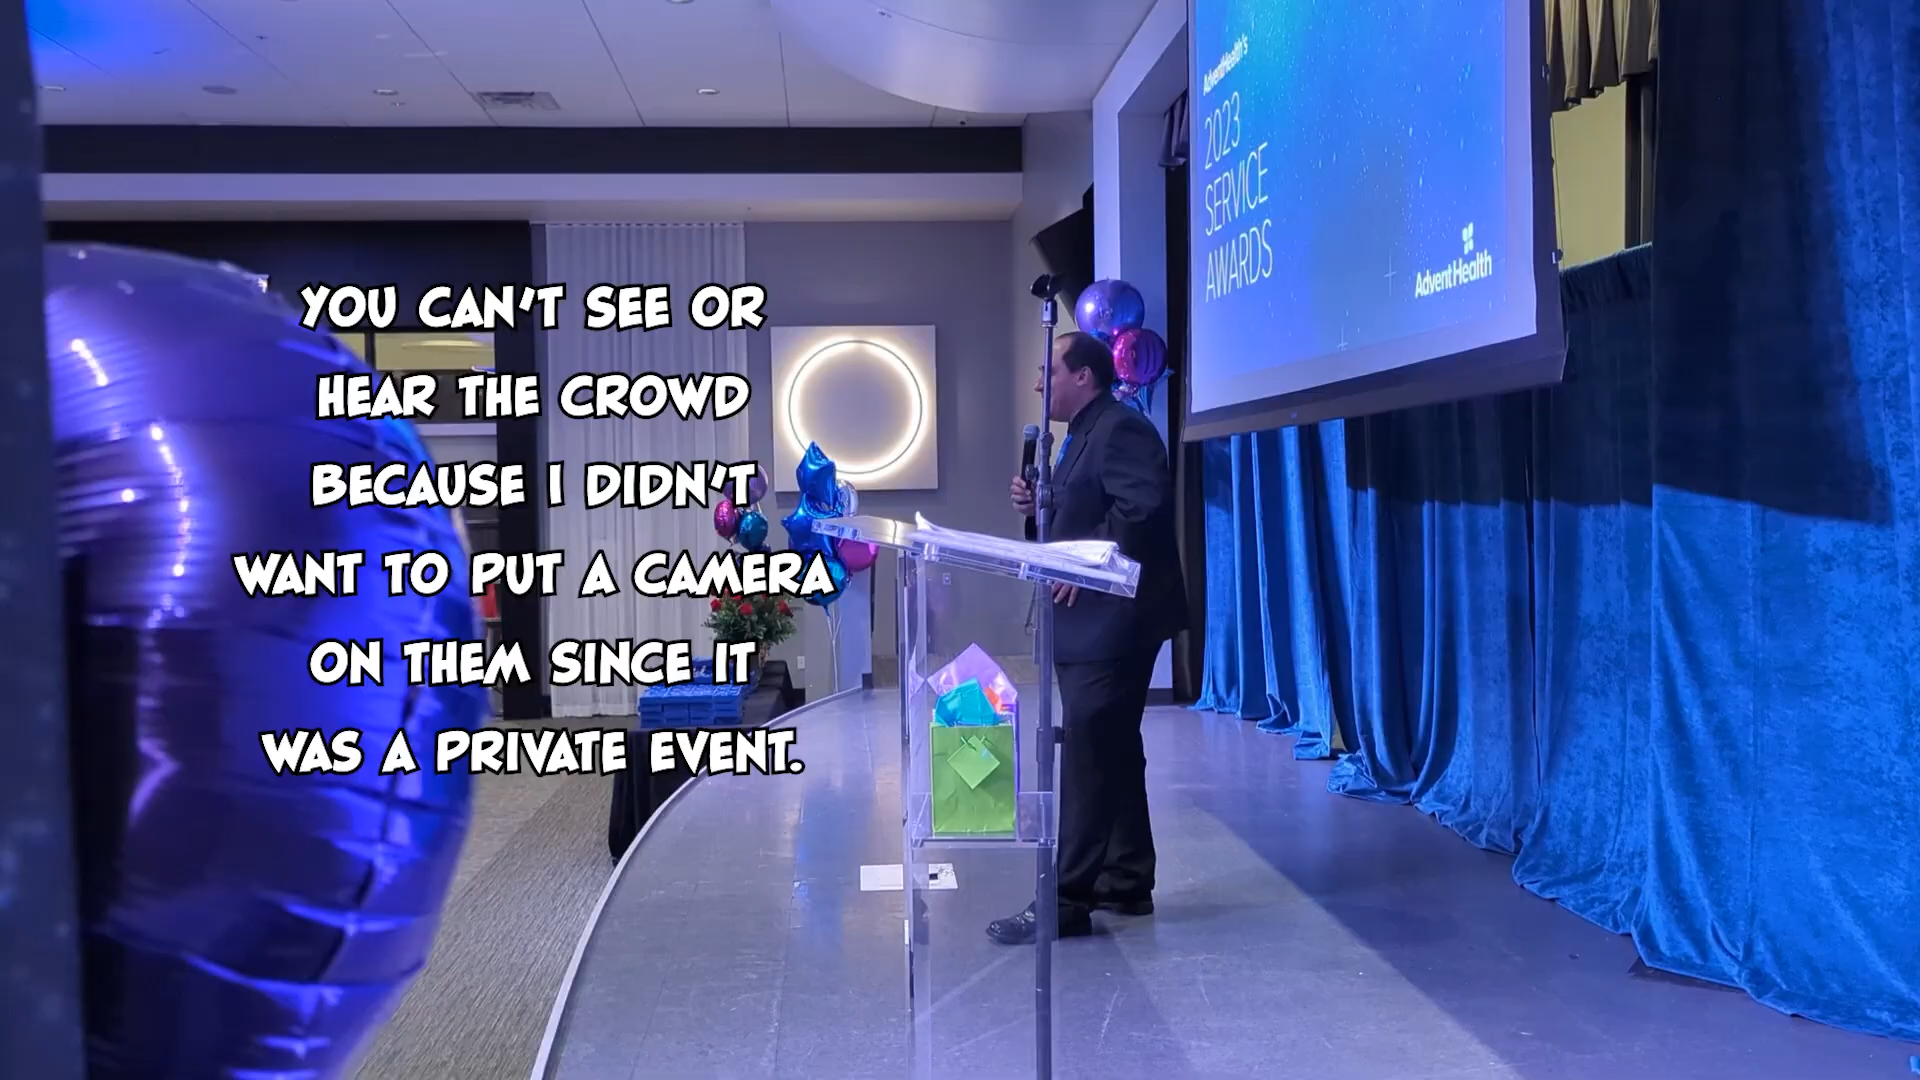 YOU CAN'T SEE OR
HEAR THE CROWD
BECAUSE I DIDN'T
WANT TO PUT A CAMERA
ON THEM SINCE IT
WAS A PRIVATE EVENT.
AdventHealth's
2023
SERVICE
AWARDS
AdventHealth